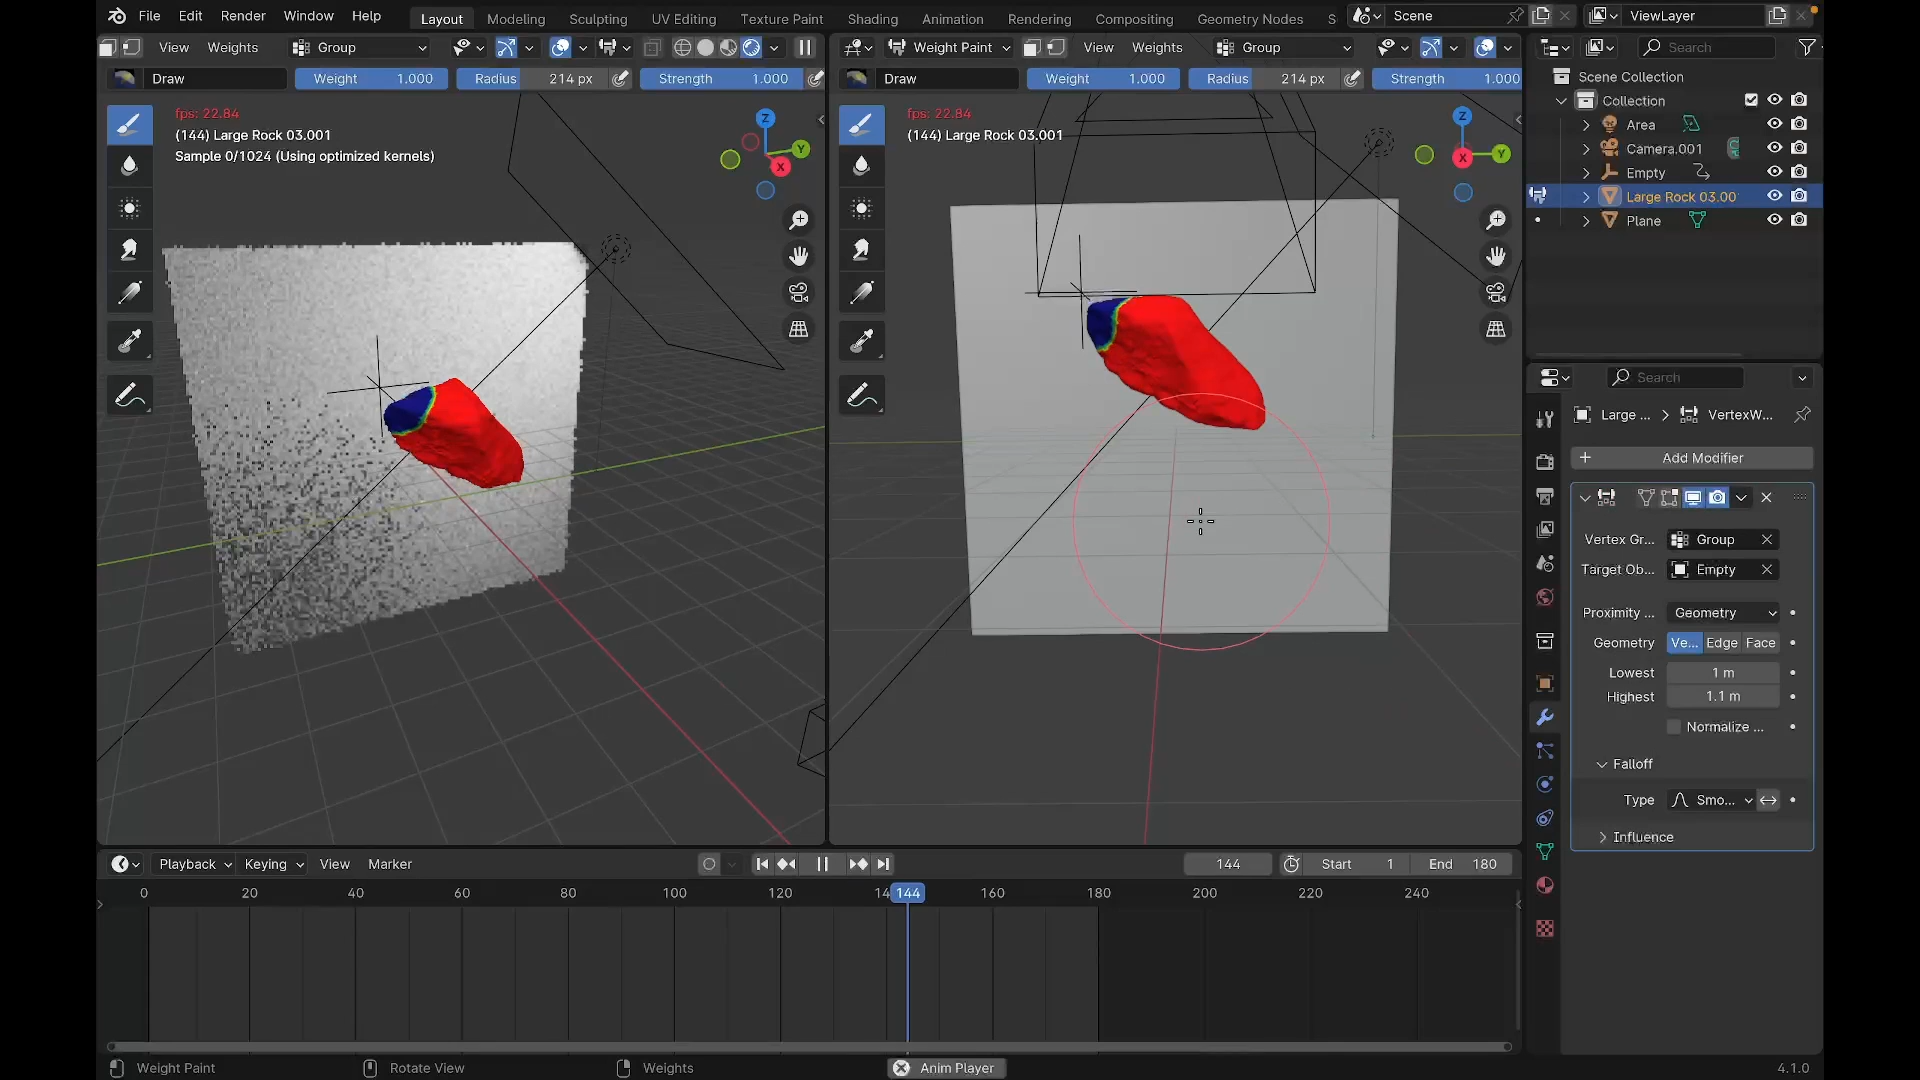 File Edit Render Window Help Layout Modeling Sculpting UV Editing Texture Paint Shading Animation Rendering Compositing Geometry Nodes S Scene ViewLayer
View Weights Group Weight Paint View Weights Group Search
Draw Weight 1.000 Radius 214 px Strength 1.000 Draw Weight 1.000 Radius 214 px Strength 1.000
Scene Collection
Collection
Area
Camera.001
Empty
Large Rock 03.00
Plane
fps: 22.84
(144) Large Rock 03.001
Sample 0/1024 (Using optimized kernels)
Z
Y
X
fps: 22.84
(144) Large Rock 03.001
Z
X
Y
Search
Large ... > VertexW...
+ Add Modifier
Vertex Gr... Group
Target Ob... Empty
Proximity ... Geometry
Geometry Ve... Edge Face
Lowest 1 m
Highest 1.1 m
Normalize ...
Falloff
Type Smo...
Influence
Playback Keying View Marker 144 Start 1 End 180
0 20 40 60 80 100 120 14 144 160 180 200 220 240
Weight Paint Rotate View Weights Anim Player 4.1.0